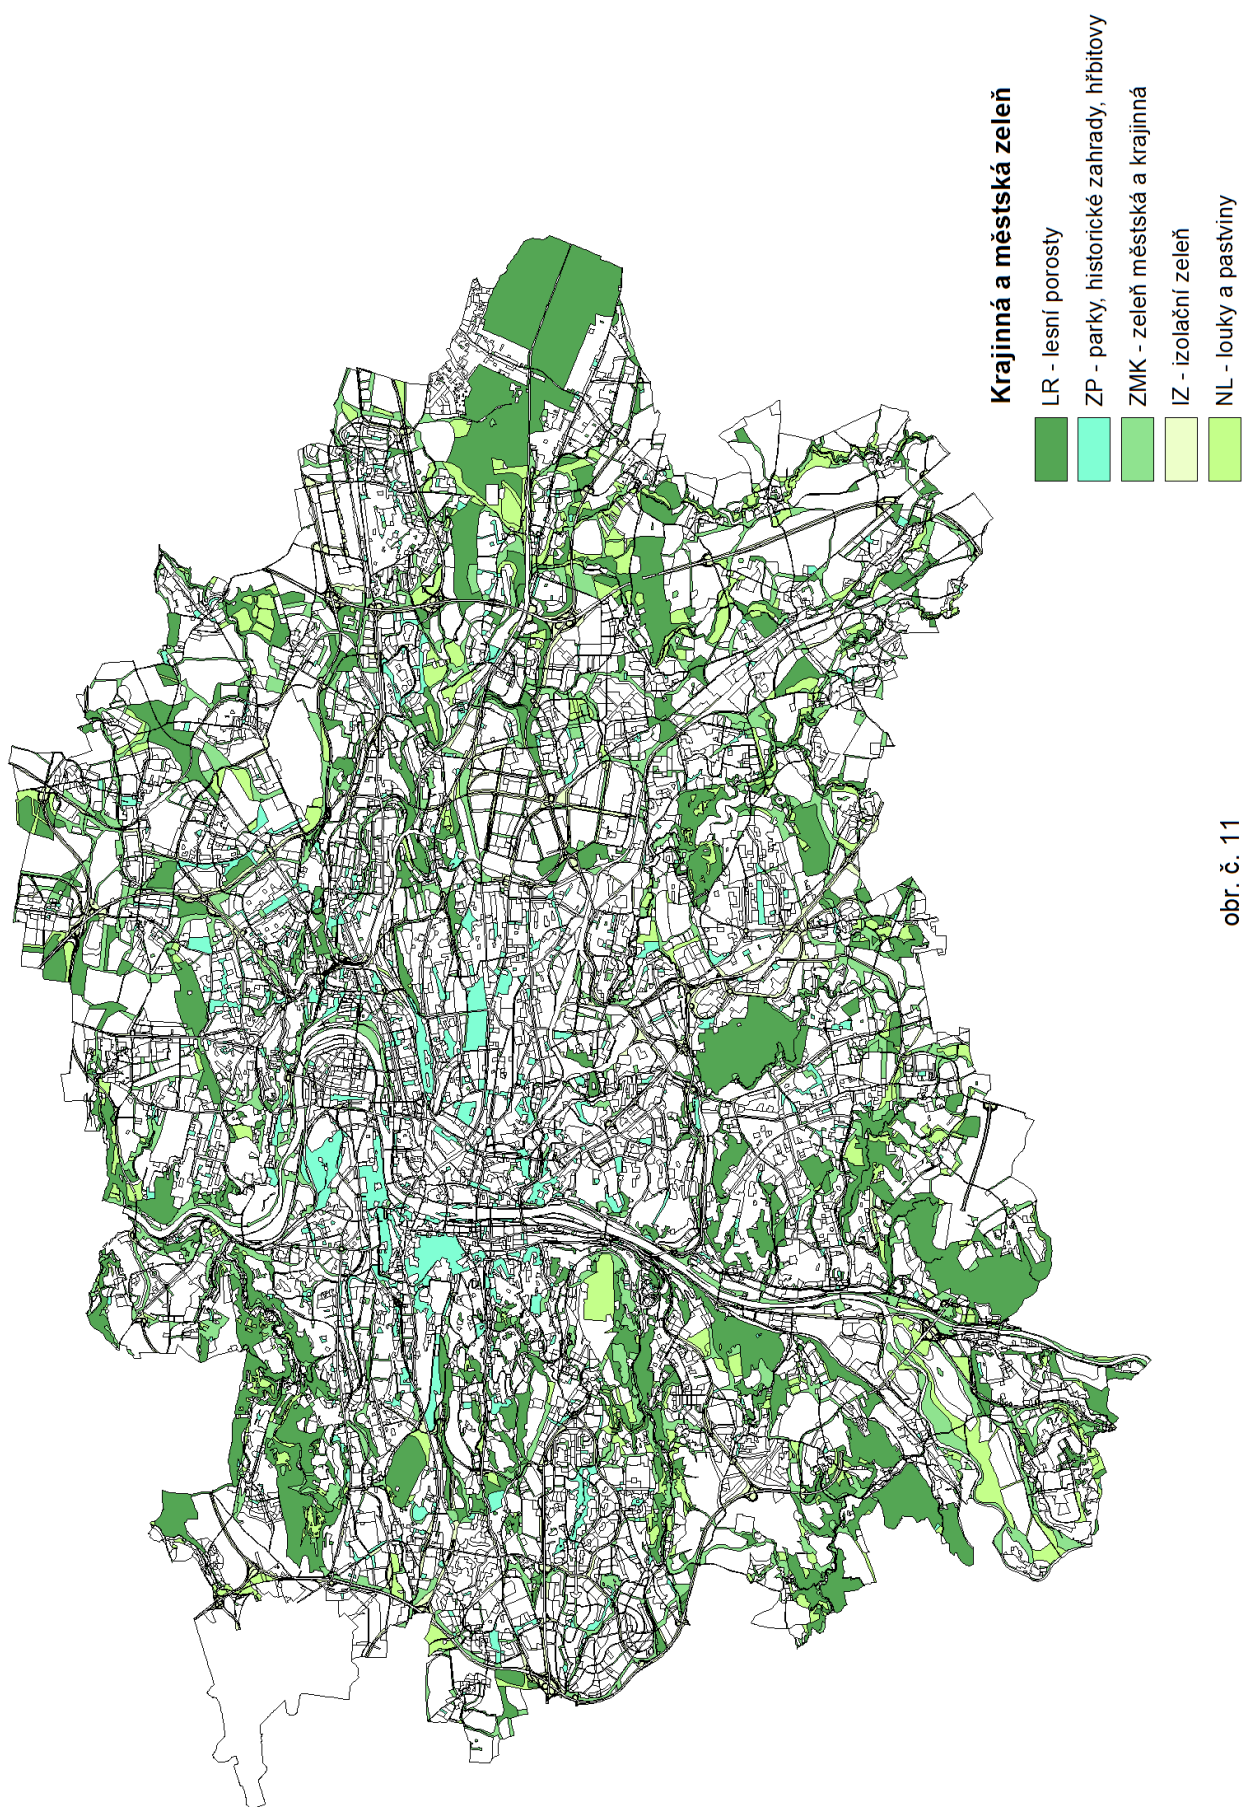 Krajinná a městská zeleň
LR - lesní porosty
ZP - parky, historické zahrady, hřbitovy
ZMK - zeleň městská a krajinná
IZ - izolační zeleň
NL - louky a pastviny
obr. č. 11